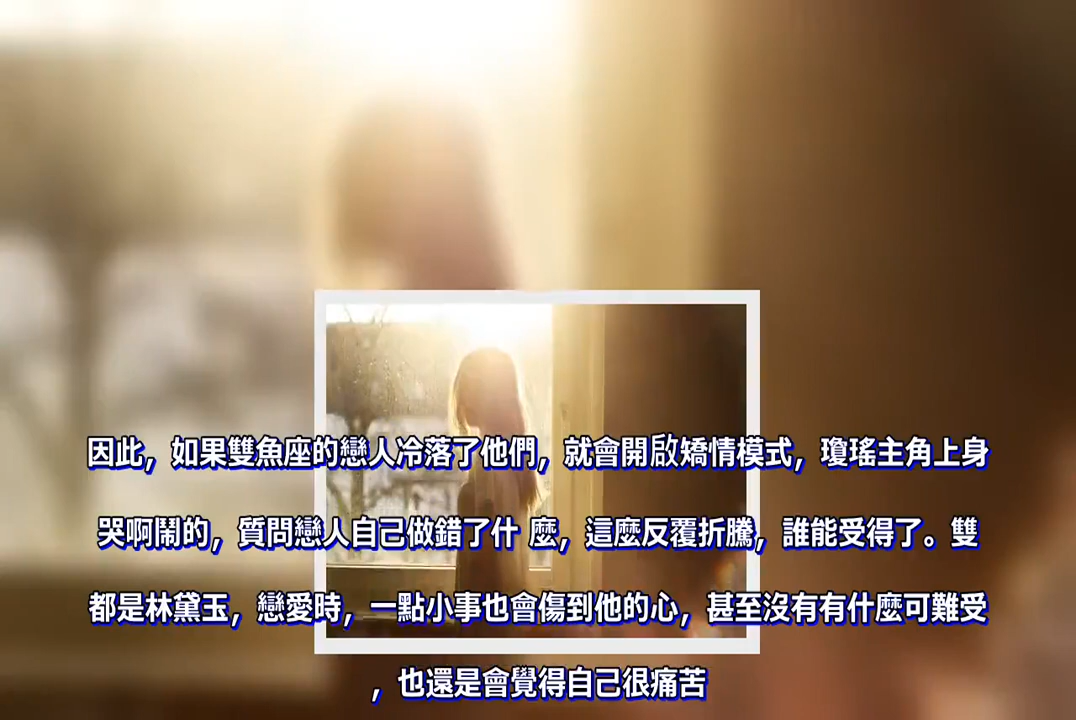 因此，如果雙魚座的戀人冷落了他們，就會開啟矯情模式，瓊瑤主角上身
哭啊鬧的，質問戀人自己做錯了什 麼，這麼反覆折騰，誰能受得了。雙
都是林黛玉，戀愛時，一點小事也會傷到他的心，甚至沒有有什麼可難受
，也還是會覺得自己很痛苦